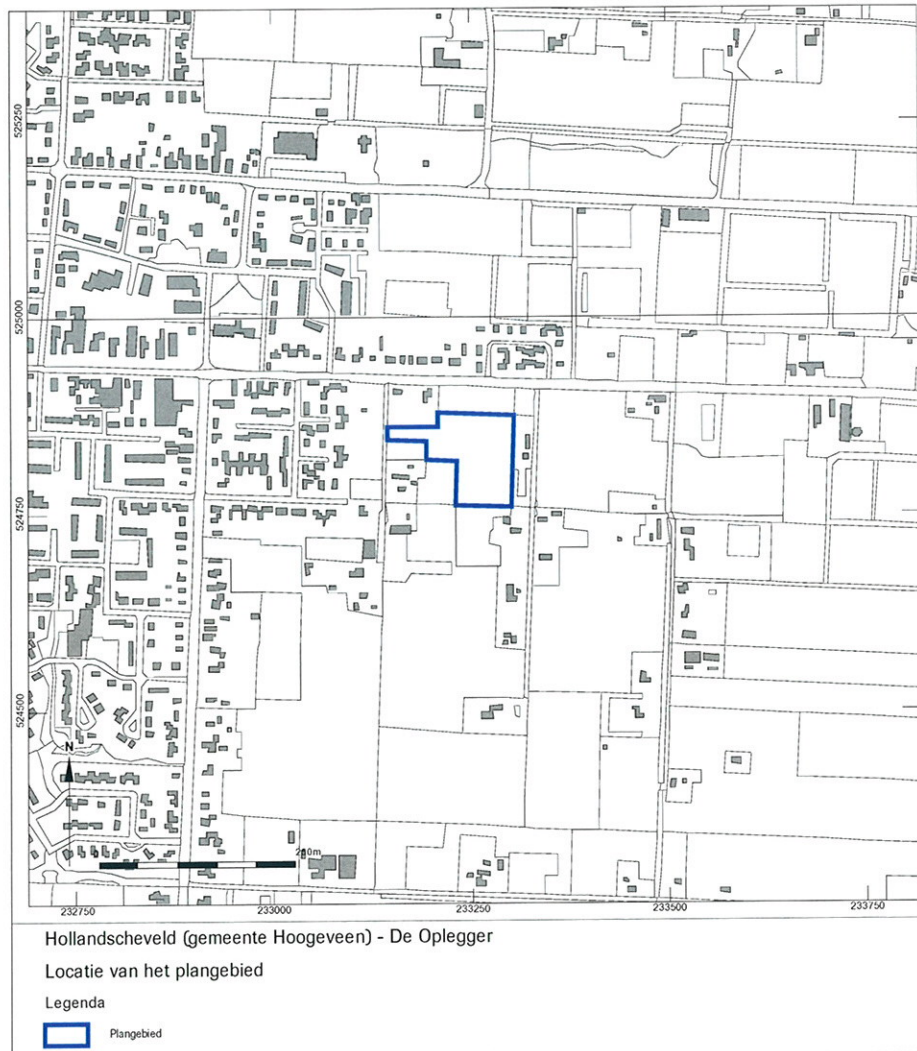 525250
525000
524750
524500
N
232750
233000
233250
233500
233750
Hollandscheveld (gemeente Hoogeveen) - De Oplegger
Locatie van het plangebied
Legenda
Plangebied